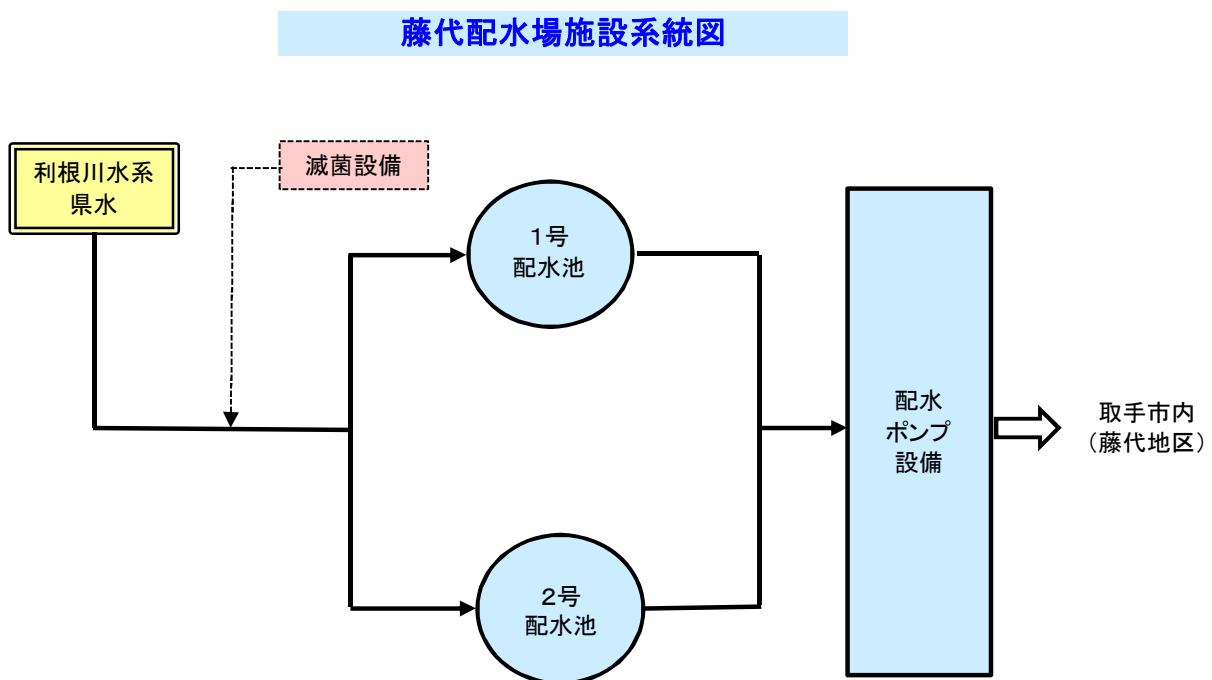 藤代配水場施設系統図
利根川水系
県水
滅菌設備
１号
配水池
２号
配水池
配水
ポンプ
設備
取手市内
（藤代地区）